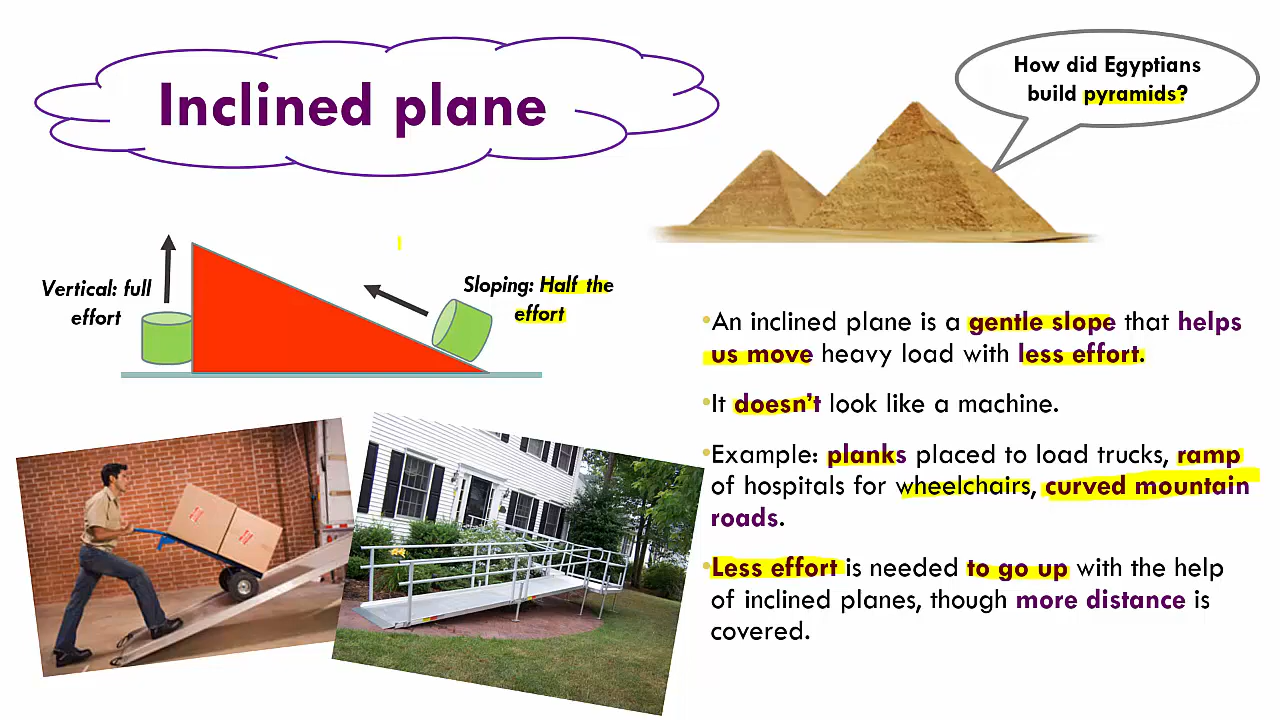 Inclined plane
How did Egyptians
build pyramids?
Vertical: full
effort
Sloping: Half the
effort
•An inclined plane is a gentle slope that helps
us move heavy load with less effort.
•It doesn't look like a machine.
•Example: planks placed to load trucks, ramp
of hospitals for wheelchairs, curved mountain
roads.
•Less effort is needed to go up with the help
of inclined planes, though more distance is
covered.